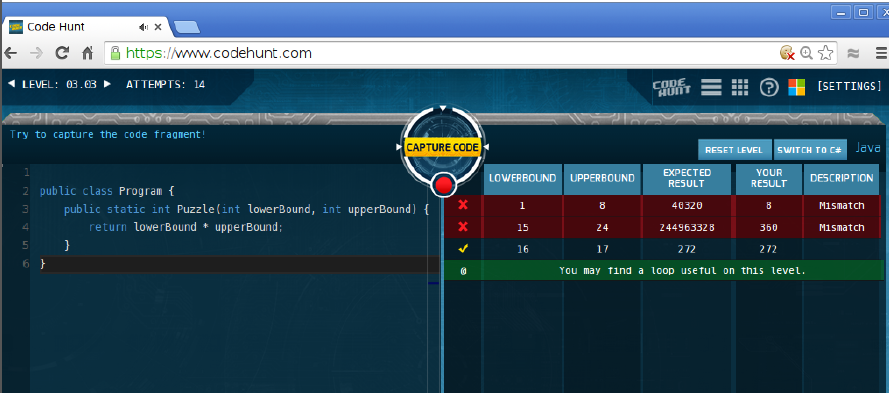 Code Hunt
https://www.codehunt.com
LEVEL: 03.03 ATTEMPTS: 14
CODE HUNT
[SETTINGS]
Try to capture the code fragment!
CAPTURE CODE
RESET LEVEL SWITCH TO C# Java
1
2 public class Program {
3 public static int Puzzle(int lowerBound, int upperBound) {
4 return lowerBound * upperBound;
5 }
6 }
LOWERBOUND UPPERBOUND EXPECTED RESULT YOUR RESULT DESCRIPTION
1 8 40320 8 Mismatch
15 24 244963328 360 Mismatch
16 17 272 272
@ You may find a loop useful on this level.